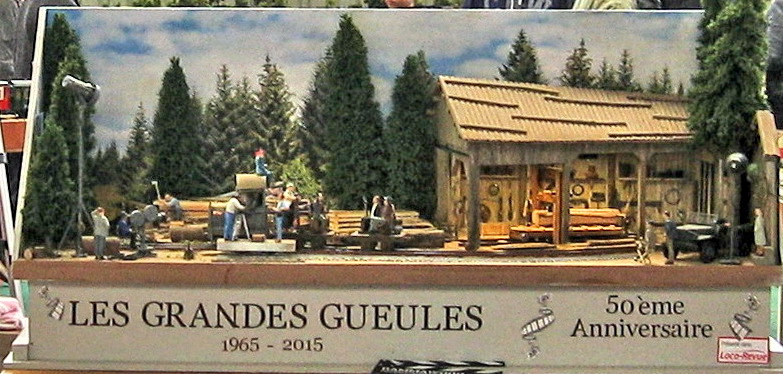 LES GRANDES GUEULES
1965 - 2015
50ème
Anniversaire
Loco-Revue